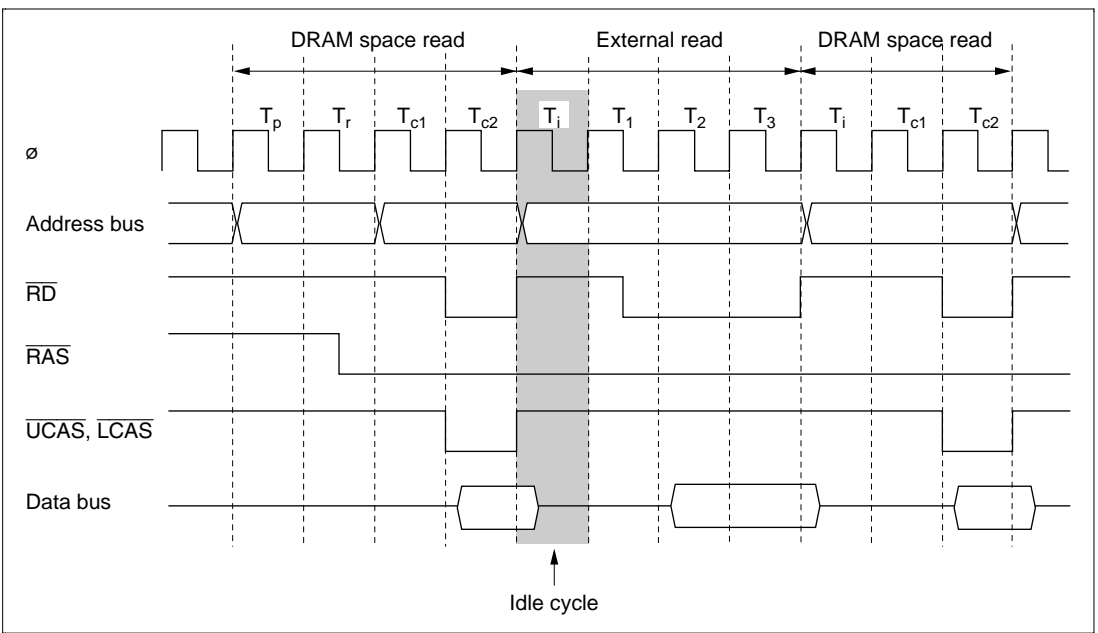 DRAM space read External read DRAM space read
Tp Tr Tc1 Tc2 Ti T1 T2 T3 Ti Tc1 Tc2
ø
Address bus
RD
RAS
UCAS, LCAS
Data bus
Idle cycle